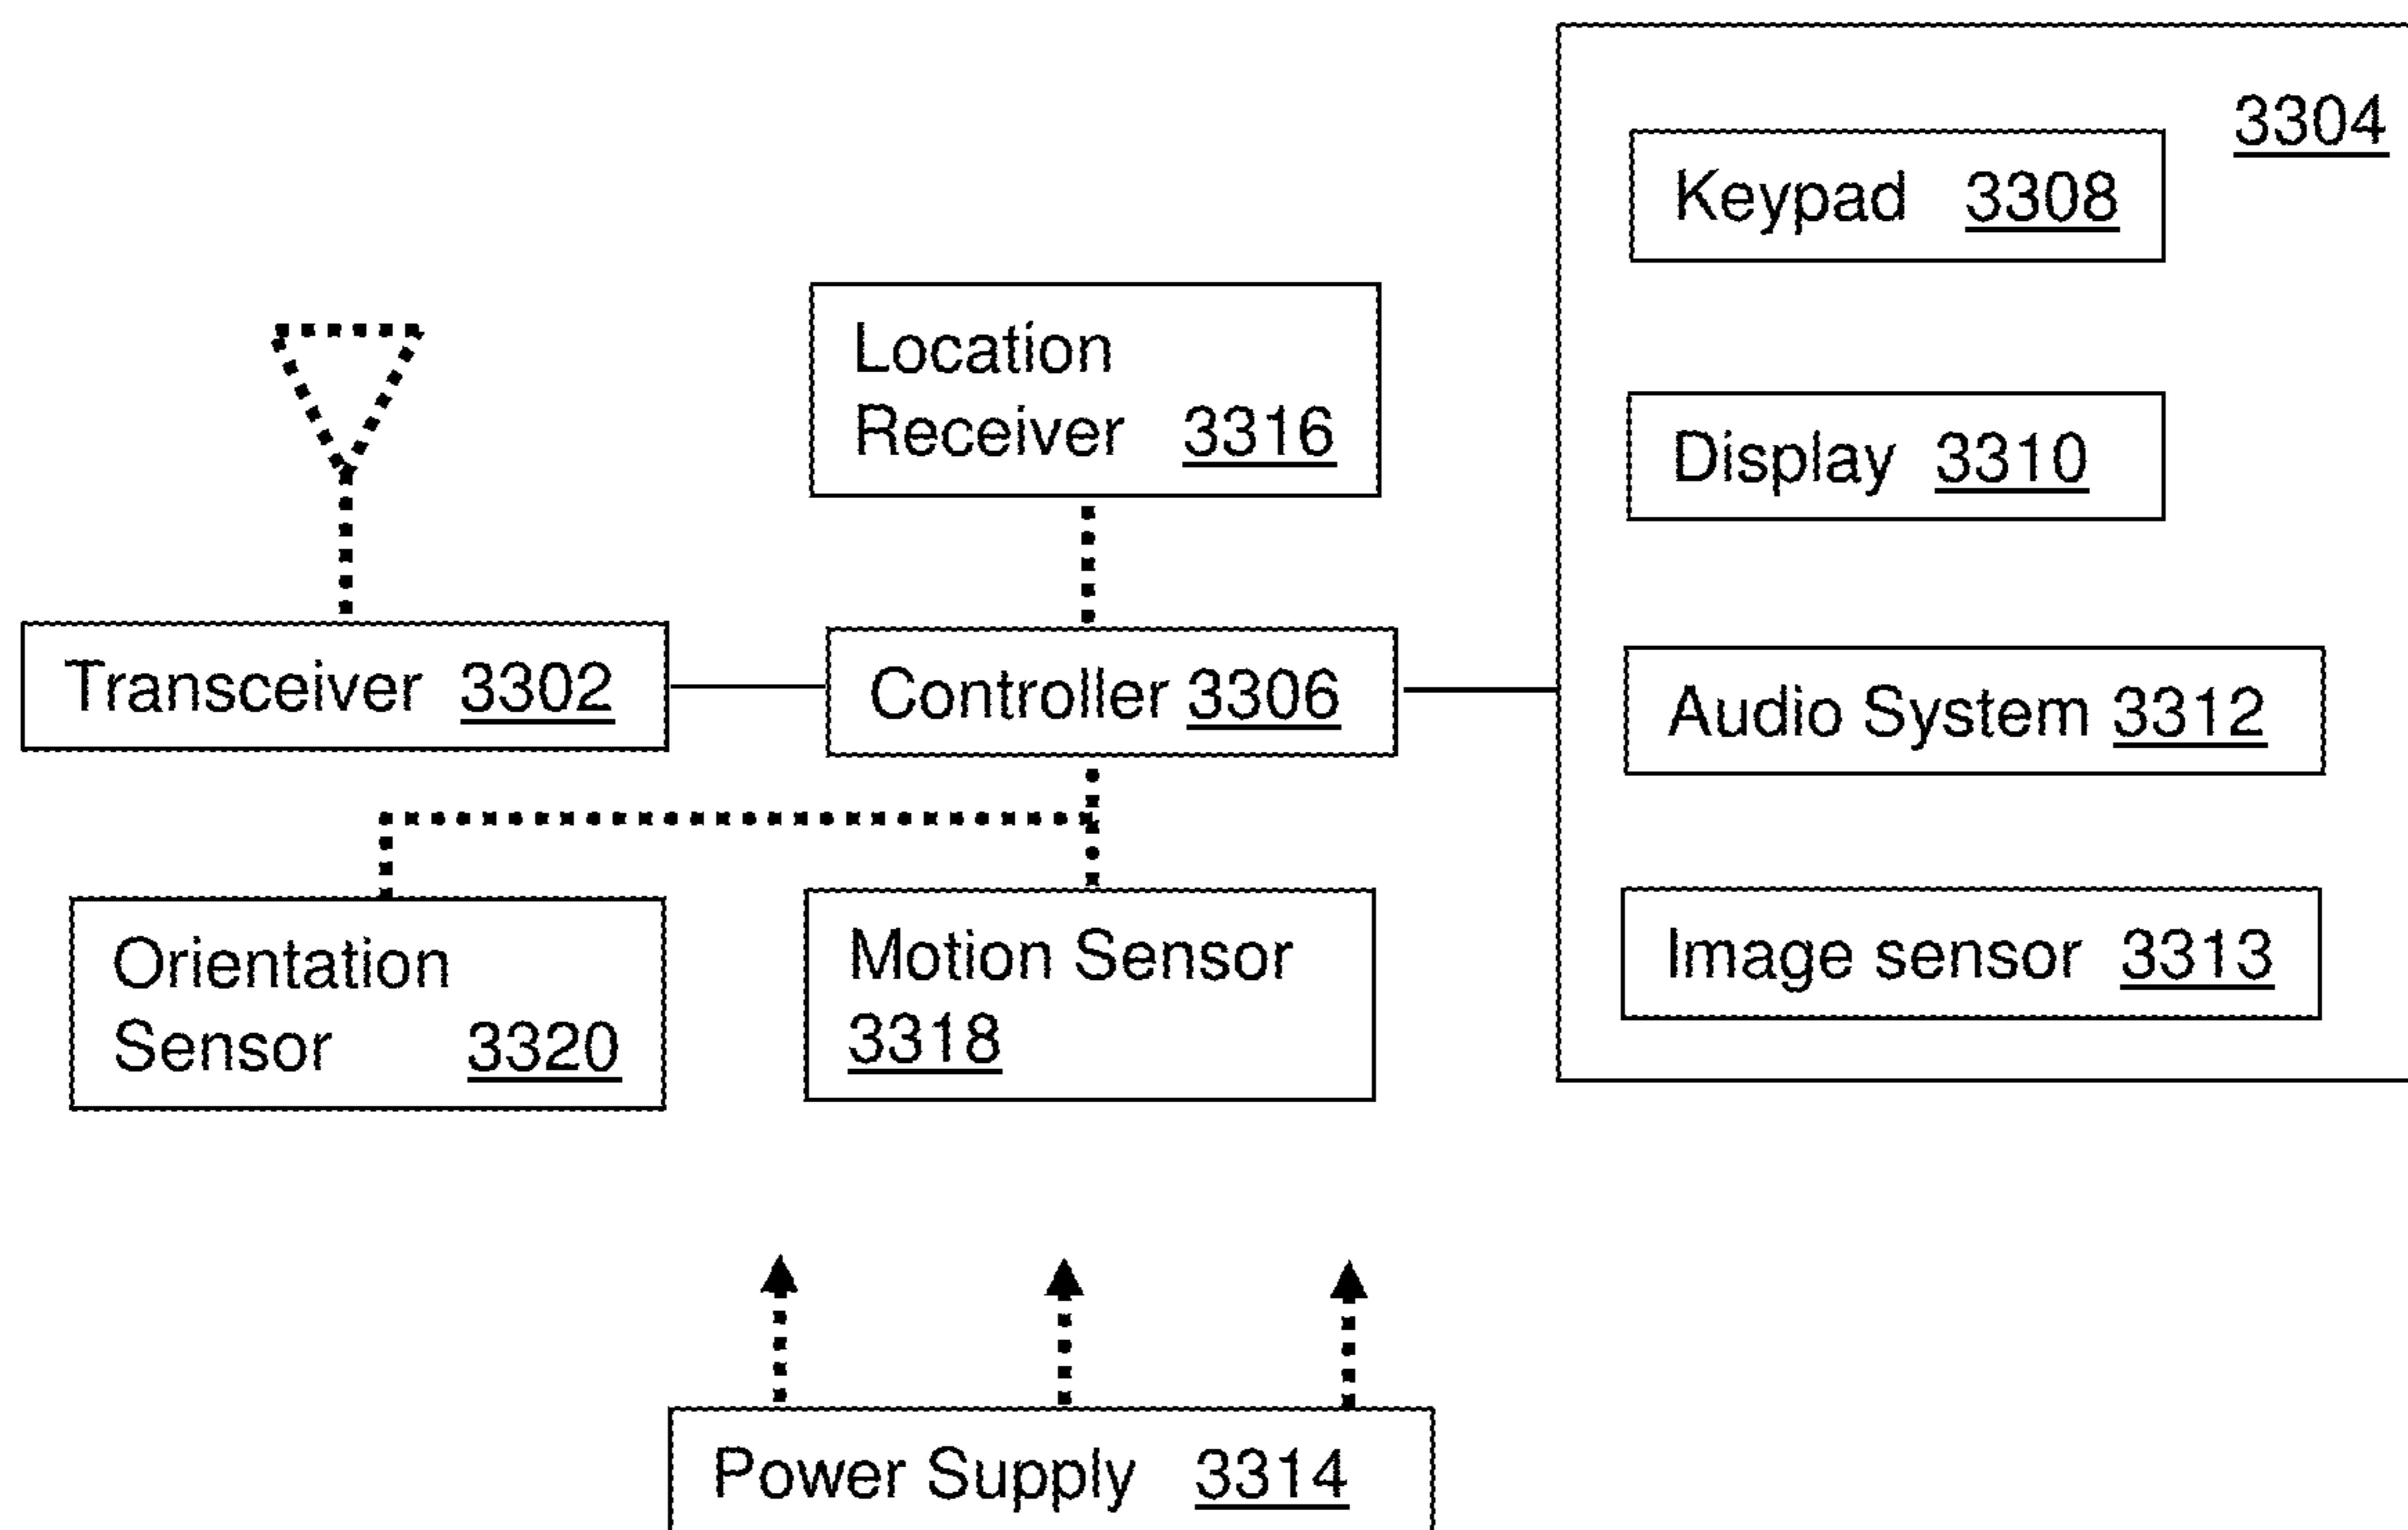 3304
Keypad 3308
Location
Receiver 3316
Display 3310
Transceiver 3302
Controller 3306
Audio System 3312
Orientation
Sensor 3320
Motion Sensor
3318
Image sensor 3313
Power Supply 3314